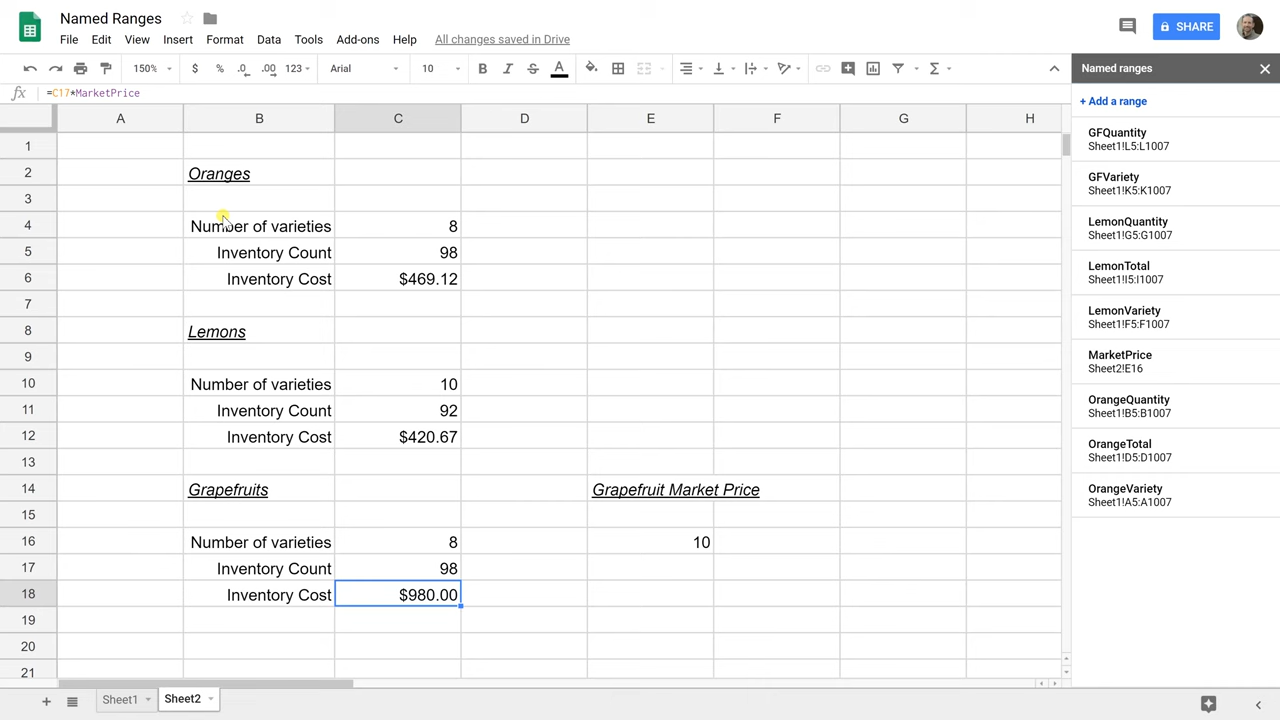 Named Ranges
File Edit View Insert Format Data Tools Add-ons Help All changes saved in Drive
SHARE
150% $ % .0 .00 123 Arial 10 B I S A Σ
fx =C17*MarketPrice
A B C D E F G H
1
2 Oranges
3
4 Number of varieties 8
5 Inventory Count 98
6 Inventory Cost $469.12
7
8 Lemons
9
10 Number of varieties 10
11 Inventory Count 92
12 Inventory Cost $420.67
13
14 Grapefruits Grapefruit Market Price
15
16 Number of varieties 8 10
17 Inventory Count 98
18 Inventory Cost $980.00
19
20
21
Sheet1 Sheet2
Named ranges
+ Add a range
GFQuantity
Sheet1!L5:L1007
GFVariety
Sheet1!K5:K1007
LemonQuantity
Sheet1!G5:G1007
LemonTotal
Sheet1!I5:I1007
LemonVariety
Sheet1!F5:F1007
MarketPrice
Sheet2!E16
OrangeQuantity
Sheet1!B5:B1007
OrangeTotal
Sheet1!D5:D1007
OrangeVariety
Sheet1!A5:A1007